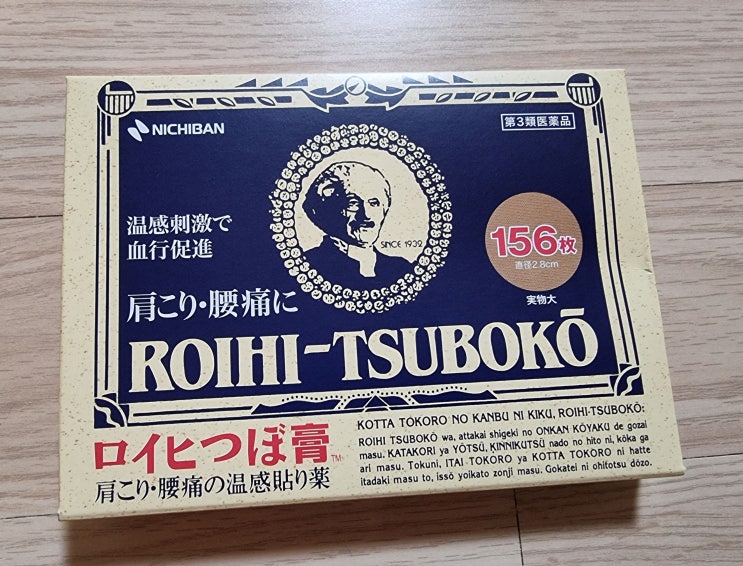 NICHIBAN
第3類医薬品
温感刺激で
血行促進
SINCE 1932
156枚
直径2.8cm
実物大
肩こり・腰痛に
ROIHI-TSUBOKŌ
ロイヒつぼ膏™
肩こり・腰痛の温感貼り薬
KOTTA TOKORO NO KANBU NI KIKU, ROIHI-TSUBOKŌ:
ROIHI TSUBOKŌ wa, attakai shigeki no ONKAN KŌYAKU de gozai
masu. KATAKORI ya YŌTSŪ, KINNIKUTSŪ nado no hito ni, kōka ga
ari masu. Tokuni, ITAI TOKORO ya KOTTA TOKORO ni hatte
itadaki masu to, issō yoikato zonji masu. Gokatei ni ohitotsu dōzo.